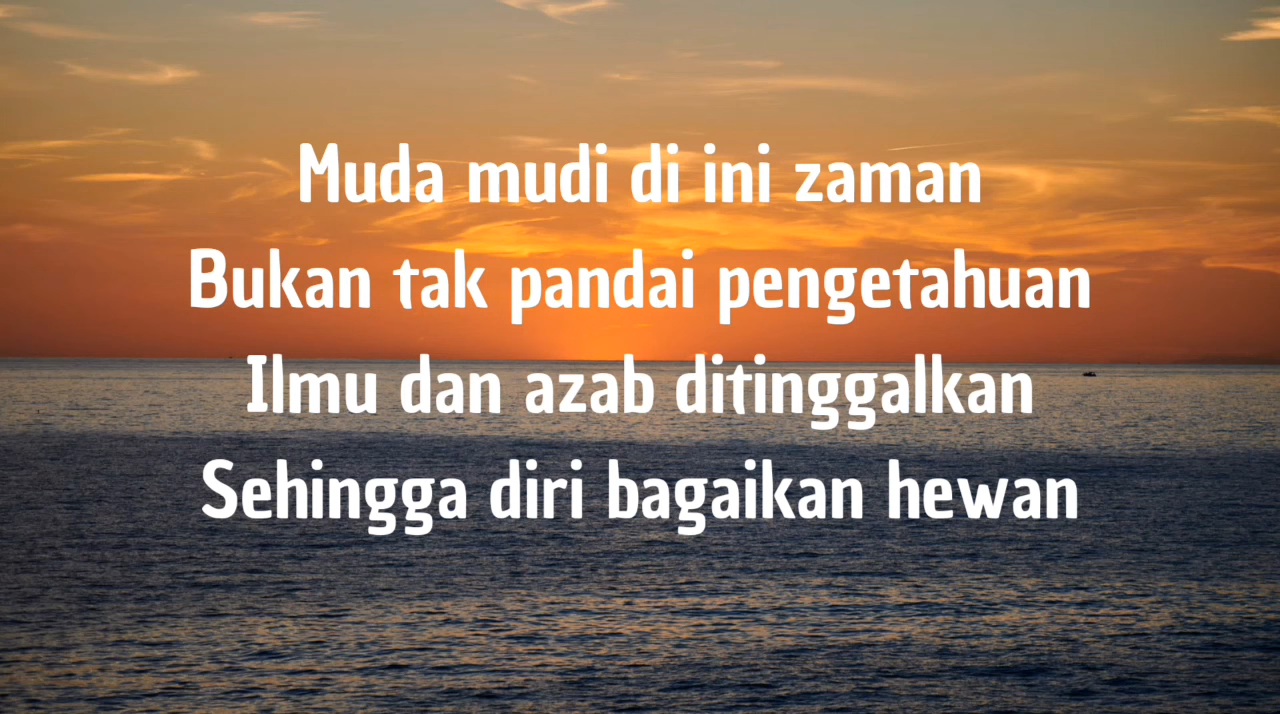 Muda mudi di ini zaman
Bukan tak pandai pengetahuan
Ilmu dan azab ditinggalkan
Sehingga diri bagaikan hewan